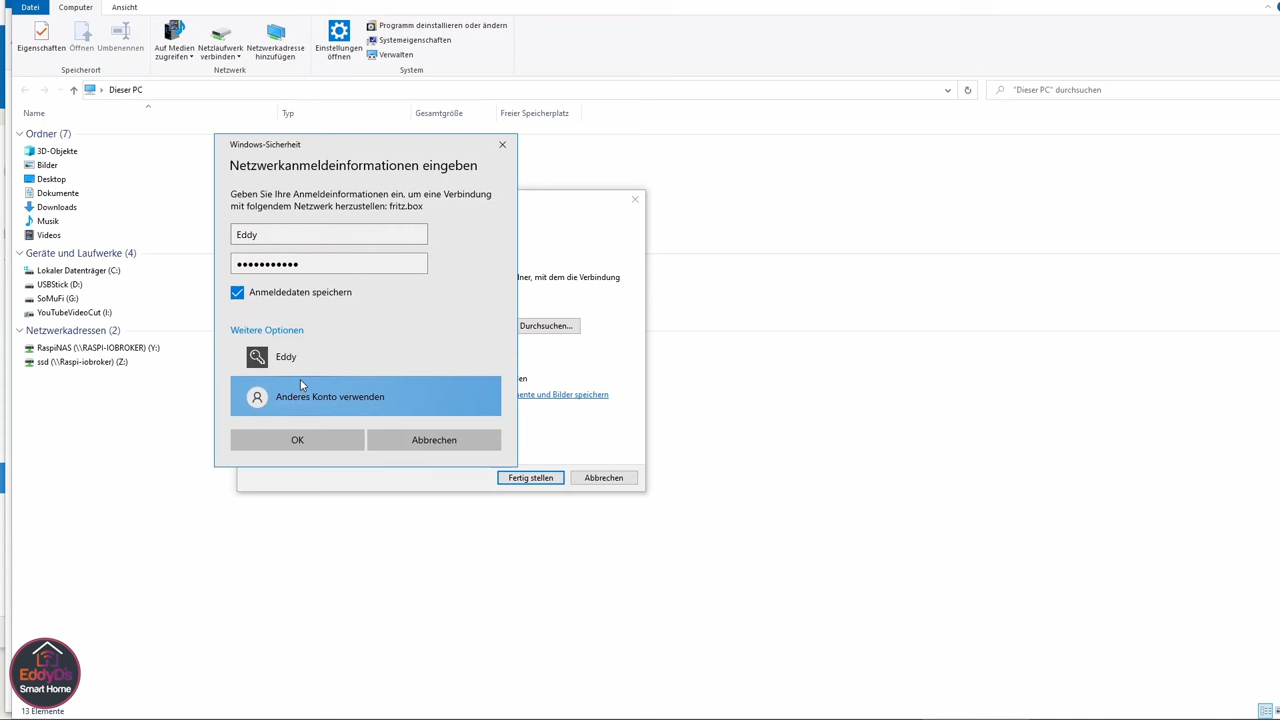 Datei Computer Ansicht
Eigenschaften Öffnen Umbenennen
Auf Medien zugreifen
Netzlaufwerk verbinden
Netzwerkadresse hinzufügen
Einstellungen öffnen
Programm deinstallieren oder ändern
Systemeigenschaften
Verwalten
Speicherort Netzwerk System
Dieser PC
"Dieser PC" durchsuchen
Name Typ Gesamtgröße Freier Speicherplatz
Ordner (7)
3D-Objekte
Bilder
Desktop
Dokumente
Downloads
Musik
Videos
Geräte und Laufwerke (4)
Lokaler Datenträger (C:)
USBStick (D:)
SoMuFi (G:)
YouTubeVideoCut (I:)
Netzwerkadressen (2)
RaspiNAS (\\RASPI-IOBROKER) (Y:)
ssd (\\Raspi-iobroker) (Z:)
Windows-Sicherheit
Netzwerkanmeldeinformationen eingeben
Geben Sie Ihre Anmeldeinformationen ein, um eine Verbindung
mit folgendem Netzwerk herzustellen: fritz.box
Eddy
●●●●●●●●●●●
Anmeldedaten speichern
Weitere Optionen
Eddy
Anderes Konto verwenden
OK Abbrechen
dner, mit dem die Verbindung
Durchsuchen...
en
ente und Bilder speichern
Fertig stellen Abbrechen
EddyD's
Smart Home
13 Elemente